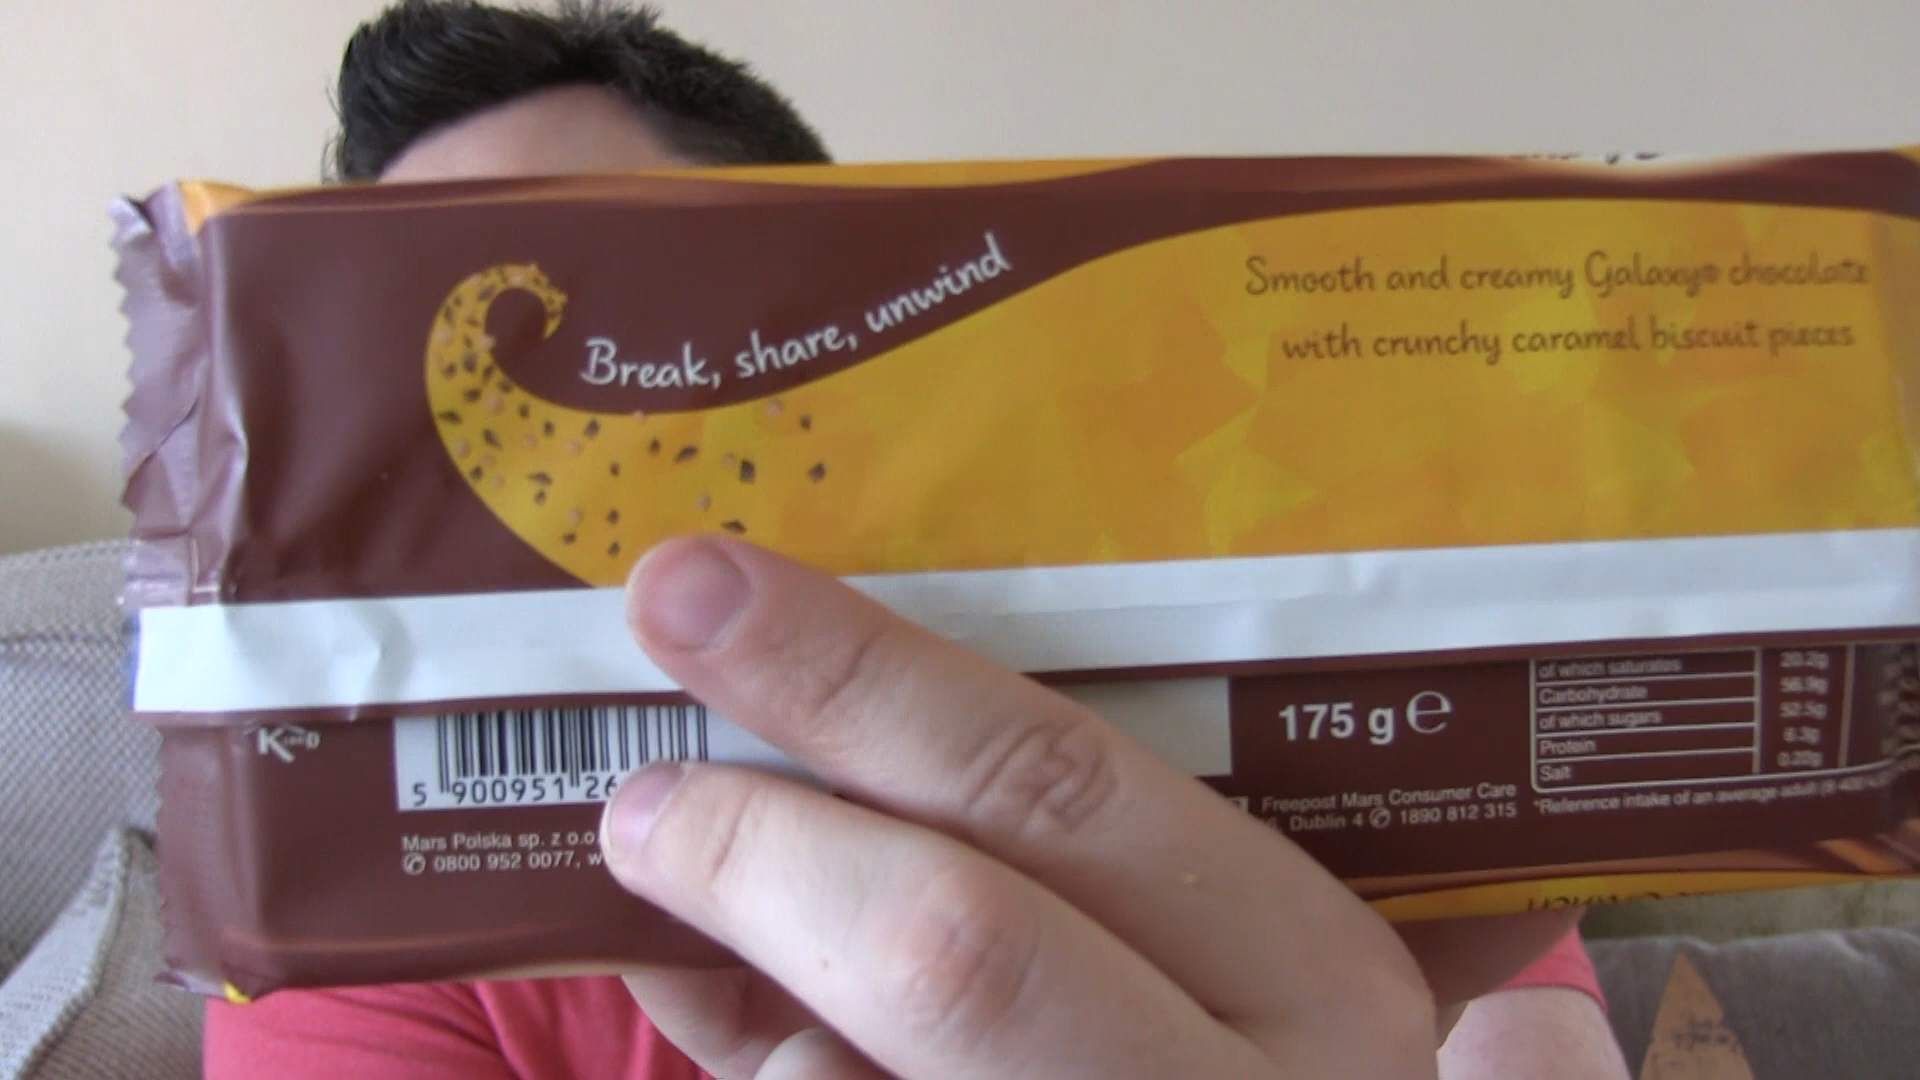 Break, share, unwind
Smooth and creamy Galaxy® chocolate
with crunchy caramel biscuit pieces
of which saturates 20.2g
Carbohydrate 56.9g
of which sugars 52.5g
Protein 6.3g
Salt 0.22g
*Reference intake of an average adult
175 g e
5 900951 26
Mars Polska sp. z o.o.
✆ 0800 952 0077, w
Freepost Mars Consumer Care
Dublin 4 ✆ 1890 812 315